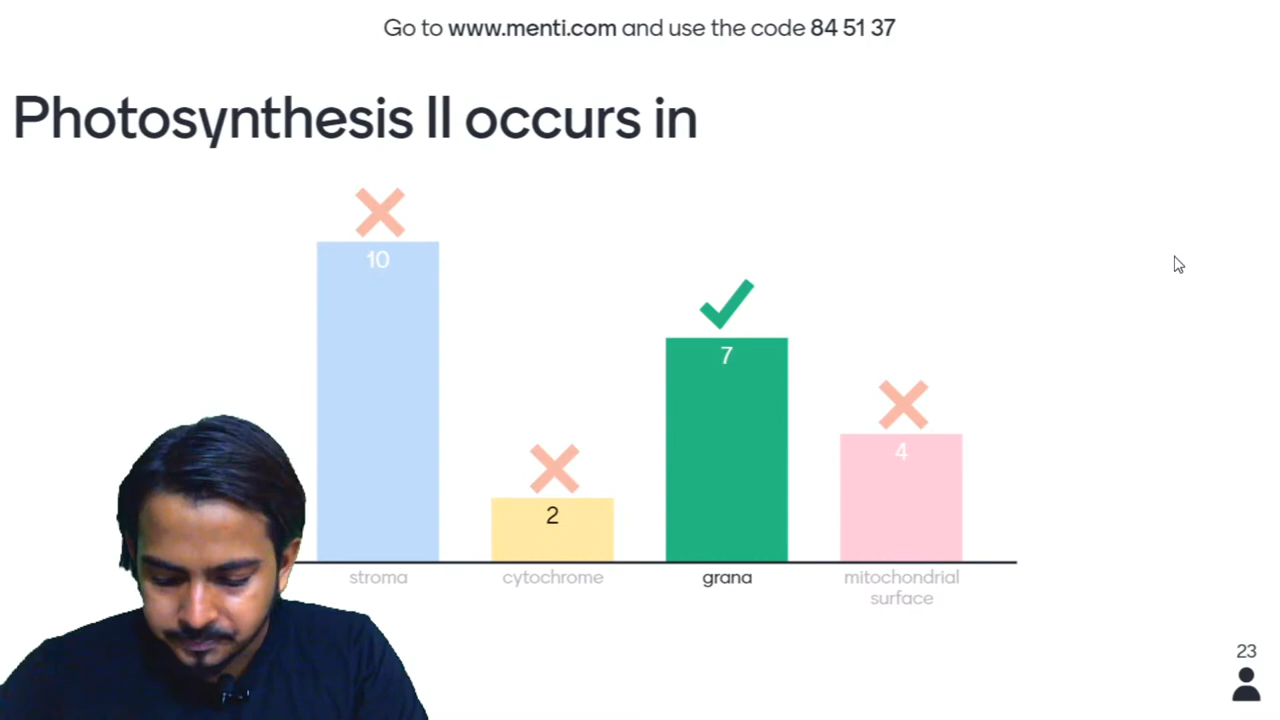 Go to www.menti.com and use the code 84 51 37
Photosynthesis II occurs in
10
7
4
2
stroma
cytochrome
grana
mitochondrial
surface
23